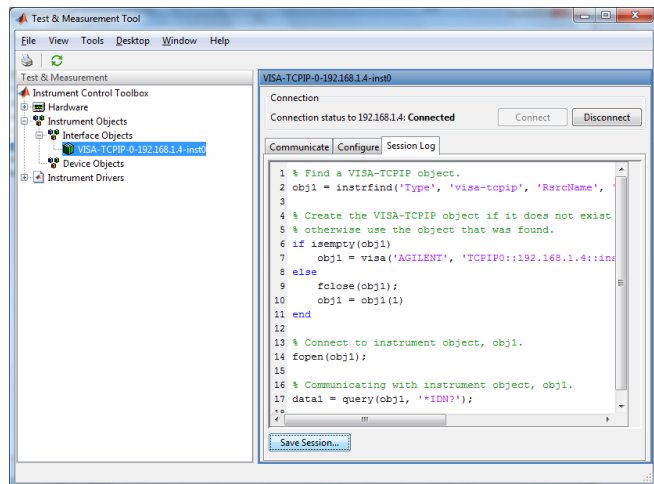 Test & Measurement Tool
File View Tools Desktop Window Help
Test & Measurement
Instrument Control Toolbox
Hardware
Instrument Objects
Interface Objects
VISA-TCPIP-0-192.168.1.4-inst0
Device Objects
Instrument Drivers
VISA-TCPIP-0-192.168.1.4-inst0
Connection
Connection status to 192.168.1.4: Connected
Connect
Disconnect
Communicate Configure Session Log
1 % Find a VISA-TCPIP object.
2 obj1 = instrfind('Type', 'visa-tcpip', 'RsrcName', '
3
4 % Create the VISA-TCPIP object if it does not exist
5 % otherwise use the object that was found.
6 if isempty(obj1)
7 obj1 = visa('AGILENT', 'TCPIP0::192.168.1.4::ins
8 else
9 fclose(obj1);
10 obj1 = obj1(1)
11 end
12
13 % Connect to instrument object, obj1.
14 fopen(obj1);
15
16 % Communicating with instrument object, obj1.
17 data1 = query(obj1, '*IDN?');
Save Session...